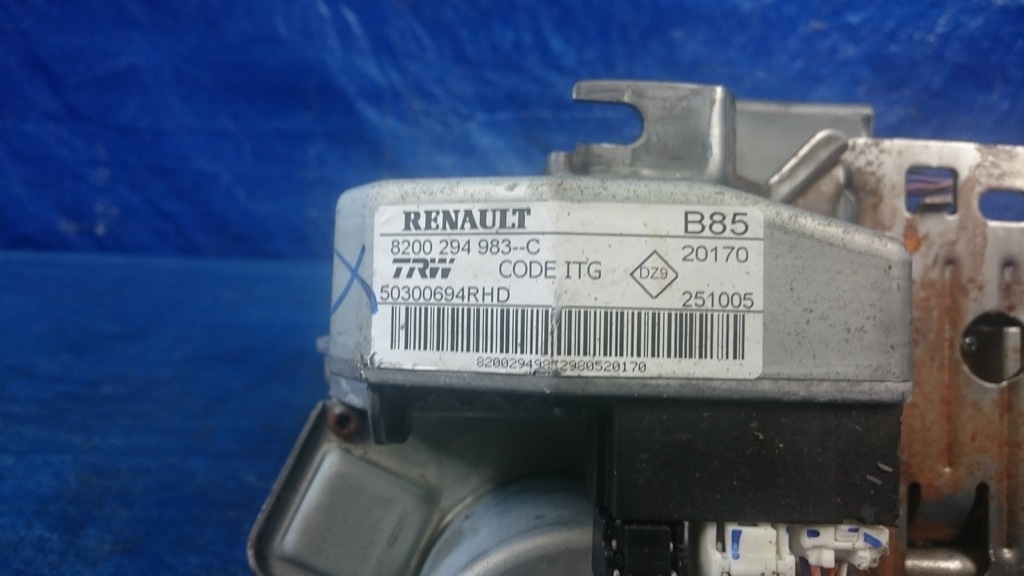 RENAULT B85
8200 294 983--C 20170
TRW CODE ITG DZ9
50300694RHD 251005